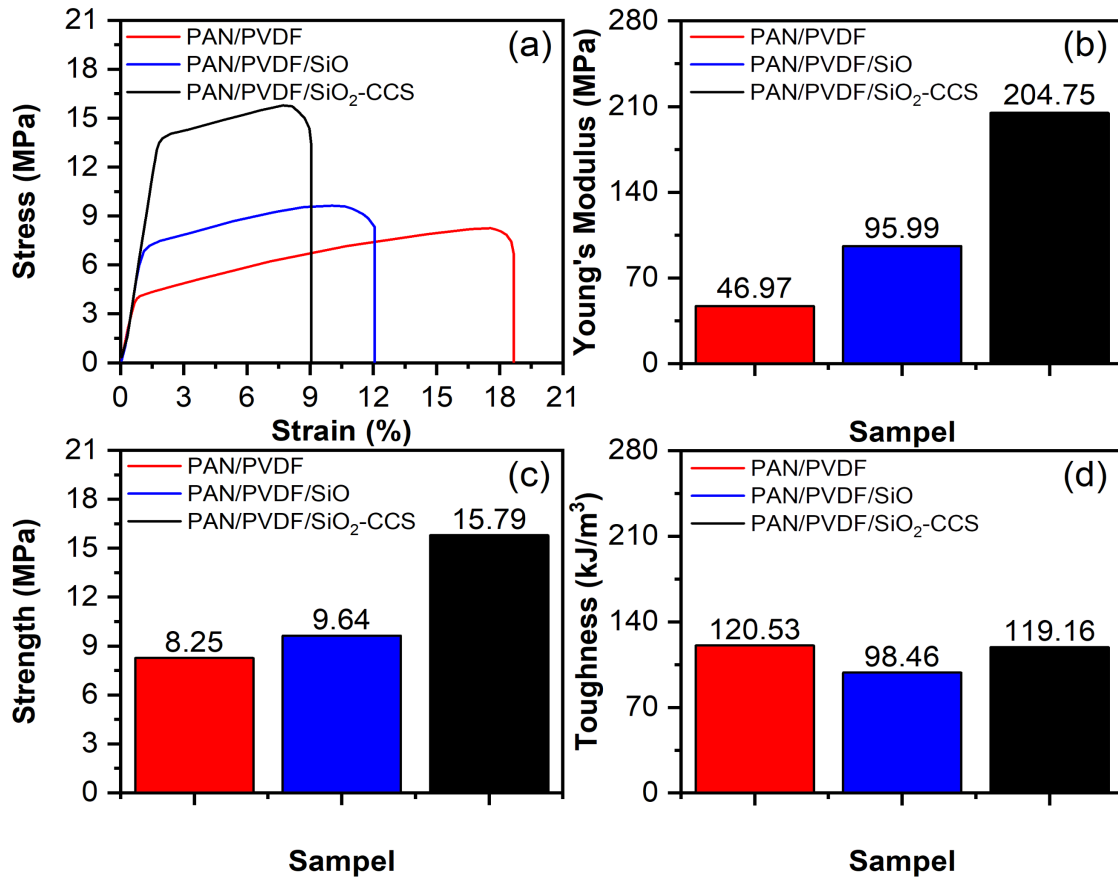 (a)
PAN/PVDF
PAN/PVDF/SiO
PAN/PVDF/SiO₂-CCS
Stress (MPa)
21
18
15
12
9
6
3
0
0 3 6 9 12 15 18 21
Strain (%)
(b)
PAN/PVDF
PAN/PVDF/SiO
PAN/PVDF/SiO₂-CCS
Young's Modulus (MPa)
280
210
140
70
0
46.97
95.99
204.75
Sampel
(c)
PAN/PVDF
PAN/PVDF/SiO
PAN/PVDF/SiO₂-CCS
Strength (MPa)
21
18
15
12
9
6
3
0
8.25
9.64
15.79
Sampel
(d)
PAN/PVDF
PAN/PVDF/SiO
PAN/PVDF/SiO₂-CCS
Toughness (kJ/m³)
280
210
140
70
0
120.53
98.46
119.16
Sampel